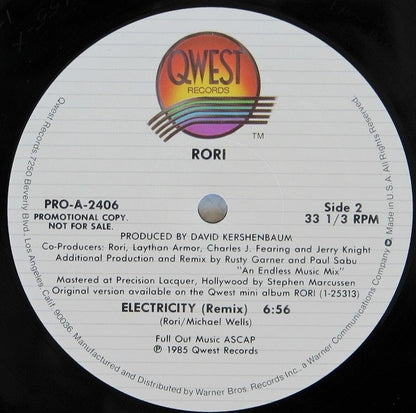 QWEST
RECORDS
TM
RORI
PRO-A-2406
PROMOTIONAL COPY.
NOT FOR SALE.
Side 2
33 1/3 RPM
PRODUCED BY DAVID KERSHENBAUM
Co-Producers: Rori, Laythan Armor, Charles J. Fearing and Jerry Knight
Additional Production and Remix by Rusty Garner and Paul Sabu
"An Endless Music Mix"
Mastered at Precision Lacquer, Hollywood by Stephen Marcussen
Original version available on the Qwest mini album RORI (1-25313)
ELECTRICITY (Remix) 6:56
(Rori/Michael Wells)
Full Out Music ASCAP
℗ 1985 Qwest Records
Qwest Records 7250 Beverly Blvd., Los Angeles, Calif. 90036
Manufactured and Distributed by Warner Bros. Records Inc., a Warner Communications Company
Made in U.S.A. All Rights Reserved.